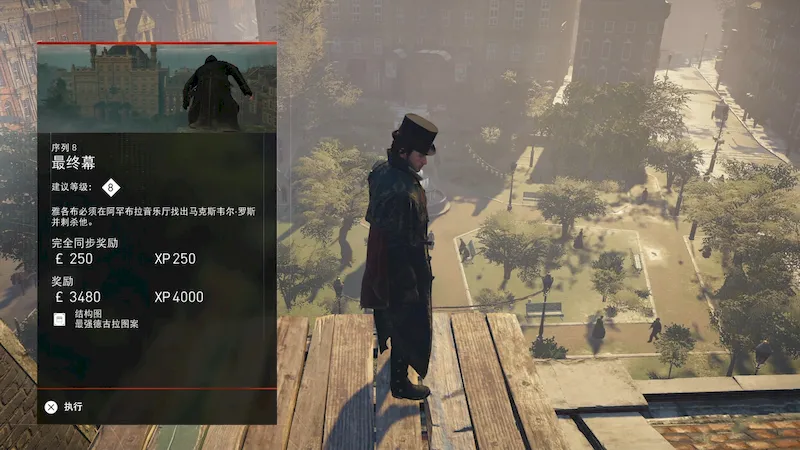 序列 8
最终幕
建议等级： 8
雅各布必须在阿罕布拉音乐厅找出马克斯韦尔·罗斯
并刺杀他。
完全同步奖励
£ 250 XP 250
奖励
£ 3480 XP 4000
结构图
最强德古拉图案
执行